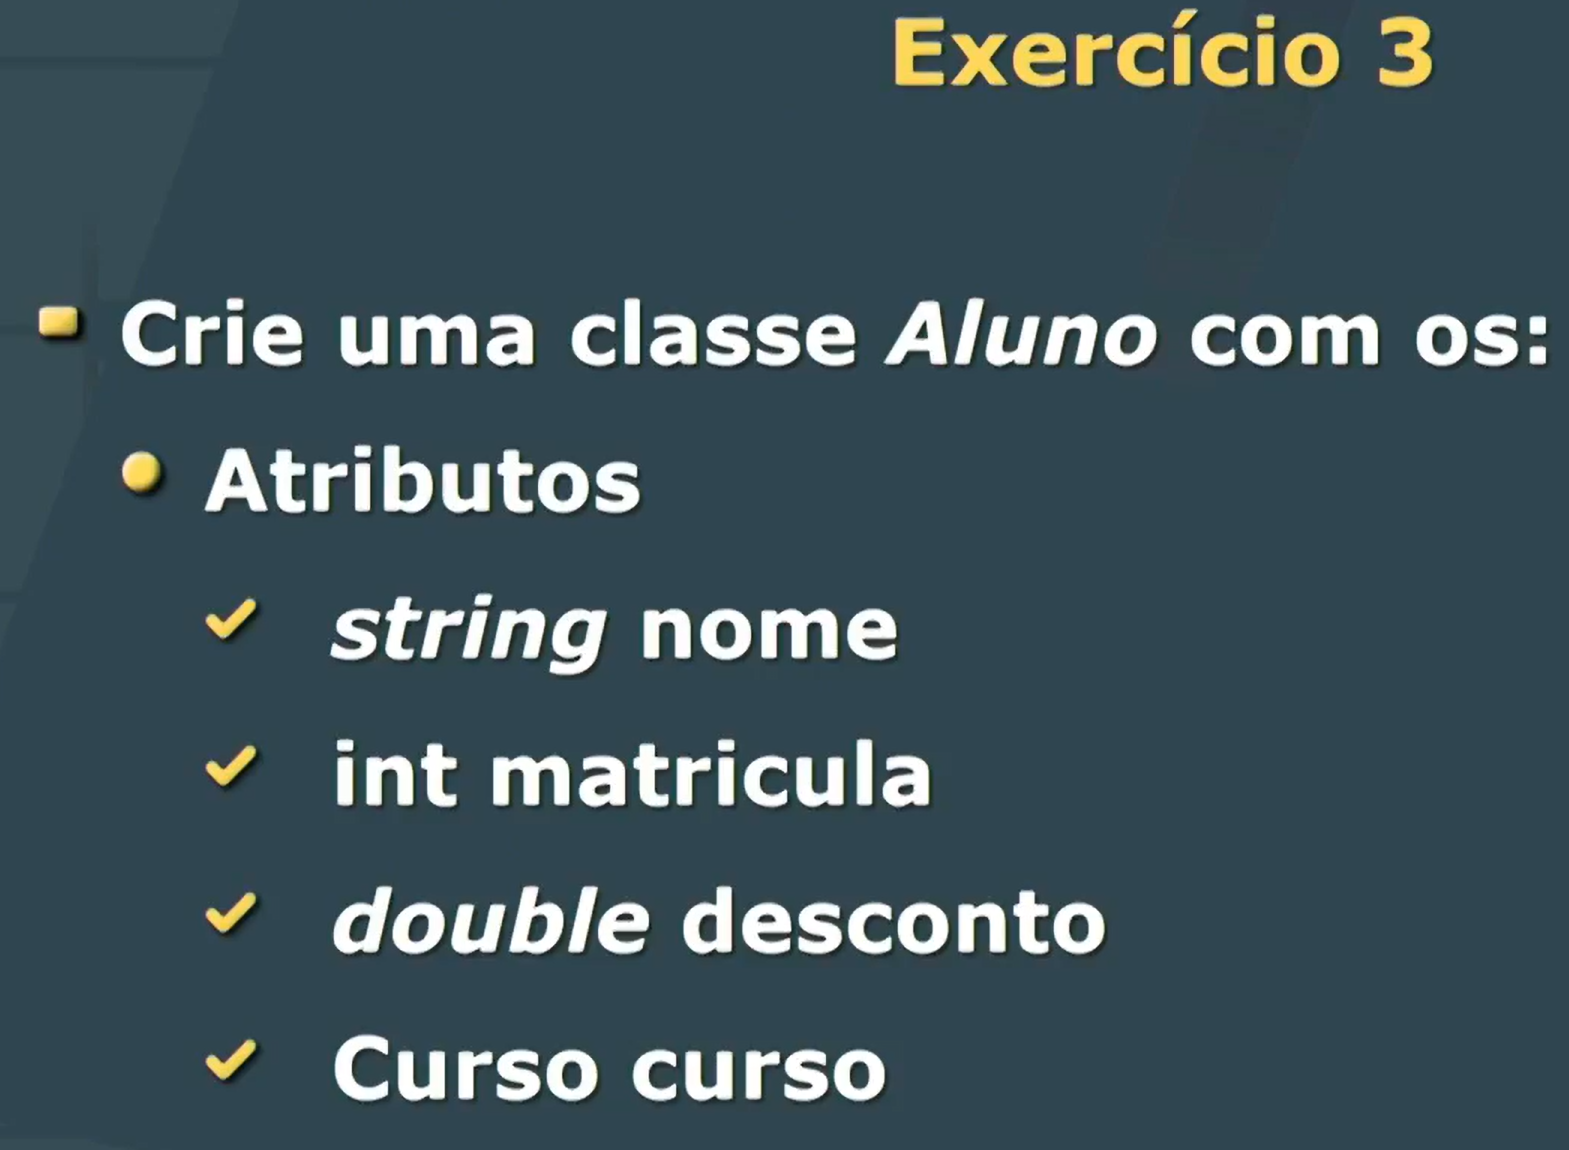 Exercício 3
Crie uma classe Aluno com os:
Atributos
string nome
int matricula
double desconto
Curso curso